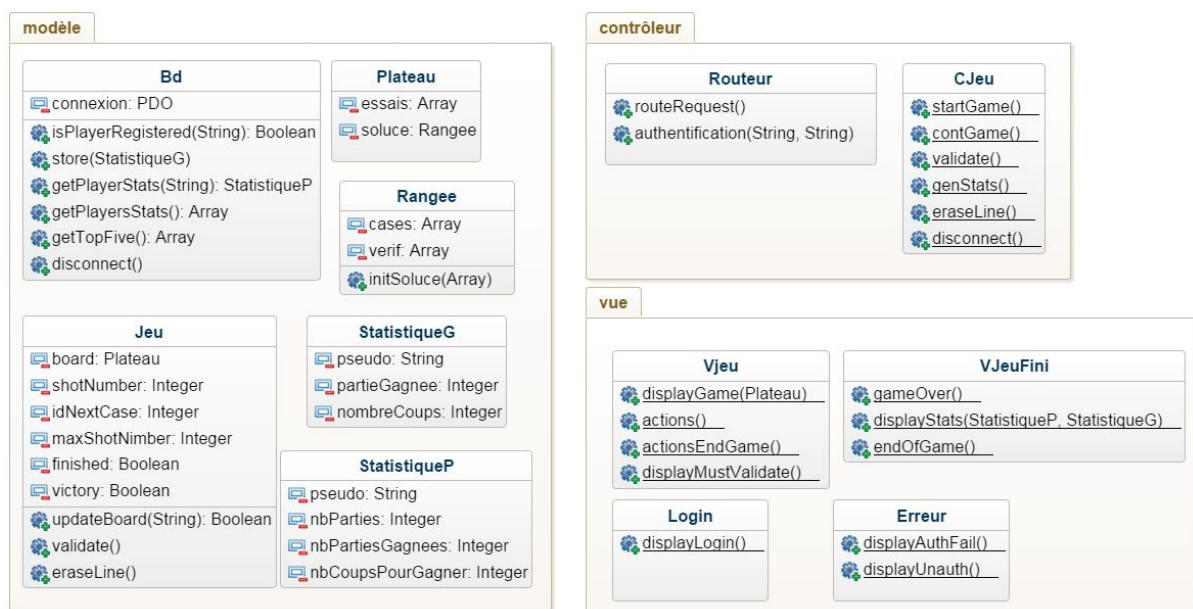 modèle
Bd
connexion: PDO
isPlayerRegistered(String): Boolean
store(StatistiqueG)
getPlayerStats(String): StatistiqueP
getPlayersStats(): Array
getTopFive(): Array
disconnect()
Plateau
essais: Array
soluce: Rangee
Rangee
cases: Array
verif: Array
initSoluce(Array)
Jeu
board: Plateau
shotNumber: Integer
idNextCase: Integer
maxShotNimber: Integer
finished: Boolean
victory: Boolean
updateBoard(String): Boolean
validate()
eraseLine()
StatistiqueG
pseudo: String
partieGagnee: Integer
nombreCoups: Integer
StatistiqueP
pseudo: String
nbParties: Integer
nbPartiesGagnees: Integer
nbCoupsPourGagner: Integer
contrôleur
Routeur
routeRequest()
authentification(String, String)
CJeu
startGame()
contGame()
validate()
genStats()
eraseLine()
disconnect()
vue
Vjeu
displayGame(Plateau)
actions()
actionsEndGame()
displayMustValidate()
VJeuFini
gameOver()
displayStats(StatistiqueP, StatistiqueG)
endOfGame()
Login
displayLogin()
Erreur
displayAuthFail()
displayUnauth()